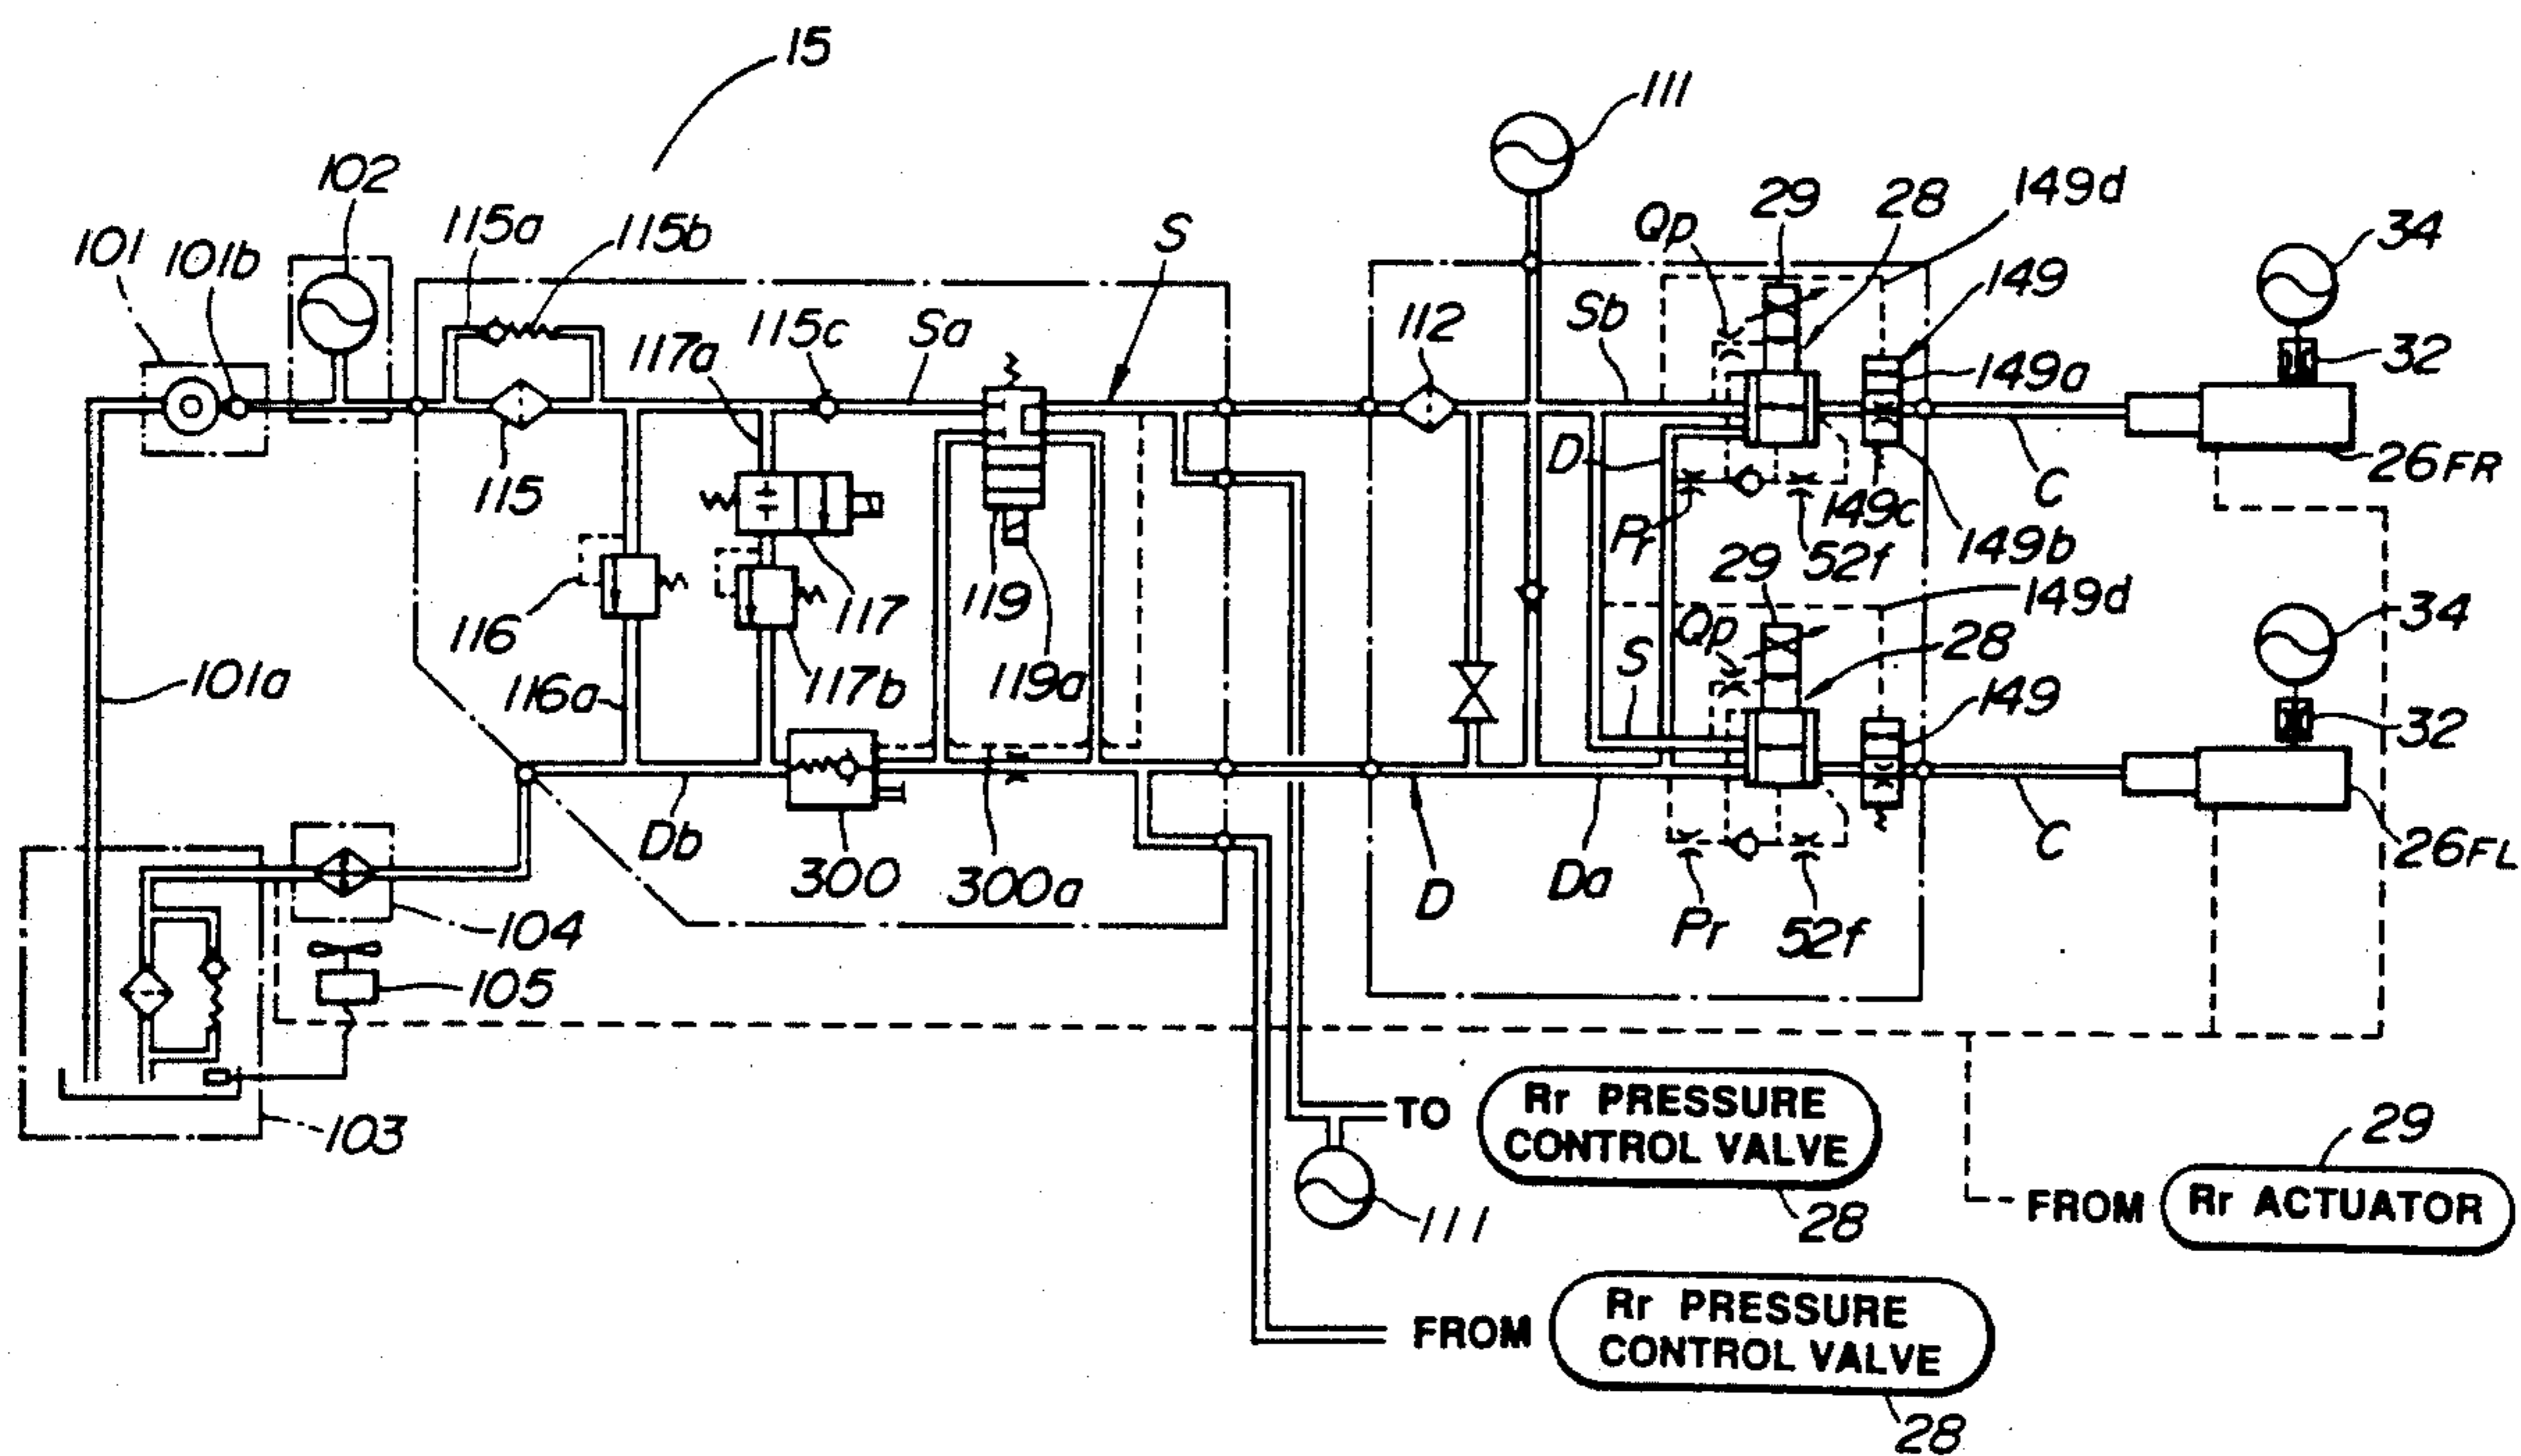 15
111
102
29
28
149d
115a
115b
S
Qp
34
101
101b
149
115c
Sa
Sb
112
117a
32
149a
D
26FR
115
C
Pr
149c
52f
149b
29
149d
116
117
119
34
Qp
28
S
101a
117b
119a
149
116a
32
Db
300
300a
D
Da
C
26FL
Pr
52f
104
105
103
TO
Rr PRESSURE
CONTROL VALVE
29
111
28
FROM
Rr ACTUATOR
FROM
Rr PRESSURE
CONTROL VALVE
28